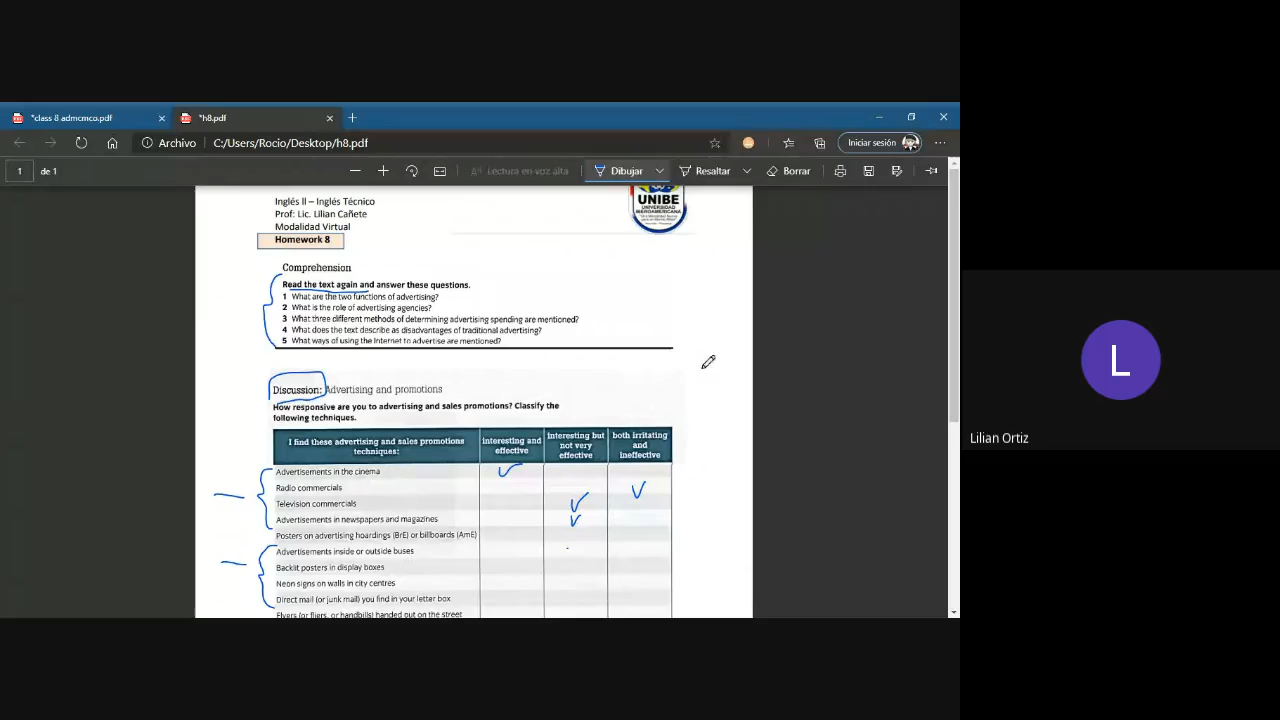 *class 8 admcmco.pdf
*h8.pdf
Archivo
C:/Users/Rocio/Desktop/h8.pdf
Iniciar sesión
1
de 1
Lectura en voz alta
Dibujar
Resaltar
Borrar
Inglés II – Inglés Técnico
Prof: Lic. Lilian Cañete
Modalidad Virtual
Homework 8
UNIBE
UNIVERSIDAD IBEROAMERICANA
Comprehension
Read the text again and answer these questions.
1 What are the two functions of advertising?
2 What is the role of advertising agencies?
3 What three different methods of determining advertising spending are mentioned?
4 What does the text describe as disadvantages of traditional advertising?
5 What ways of using the Internet to advertise are mentioned?
Discussion: Advertising and promotions
How responsive are you to advertising and sales promotions? Classify the
following techniques.
I find these advertising and sales promotions
techniques:
interesting and
effective
interesting but
not very
effective
both irritating
and
ineffective
Advertisements in the cinema
Radio commercials
Television commercials
Advertisements in newspapers and magazines
Posters on advertising hoardings (BrE) or billboards (AmE)
Advertisements inside or outside buses
Backlit posters in display boxes
Neon signs on walls in city centres
Direct mail (or junk mail) you find in your letter box
Flyers (or fliers, or handbills) handed out on the street
L
Lilian Ortiz